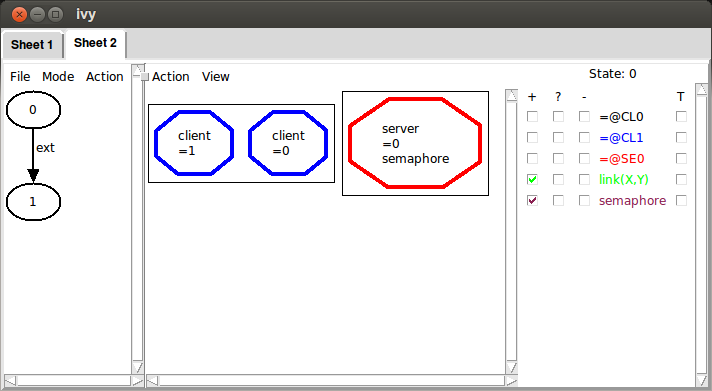 ivy
Sheet 1 Sheet 2
File Mode Action
Action View
State: 0
0
ext
1
client
=1
client
=0
server
=0
semaphore
+ ? - T
=@CL0
=@CL1
=@SE0
link(X,Y)
semaphore